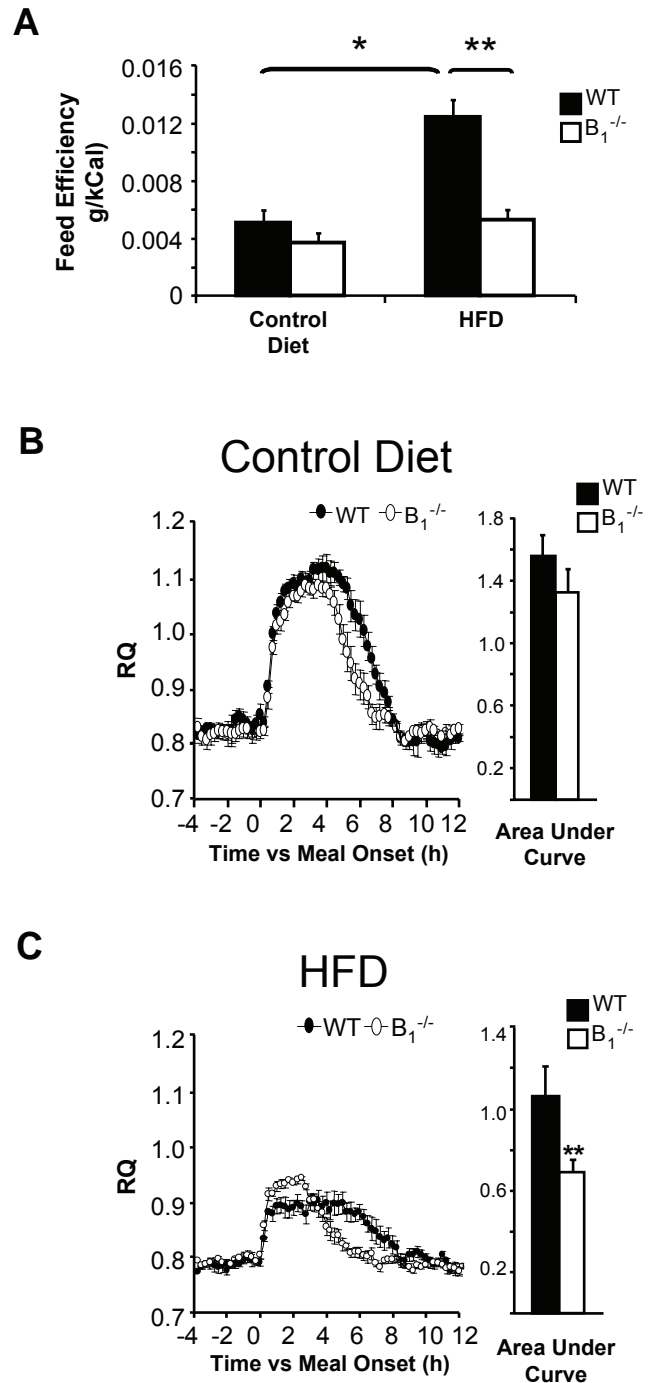 A
* **
0.016
0.012
0.008
0.004
0
Feed Efficiency
g/kCal)
WT
B1-/-
Control
Diet
HFD
B
Control Diet
WT B1-/-
1.2
1.1
1.0
0.9
0.8
0.7
RQ
-4 -2 0 2 4 6 8 10 12
Time vs Meal Onset (h)
WT
B1-/-
1.8
1.4
1.0
0.6
0.2
Area Under
Curve
C
HFD
WT B1-/-
1.2
1.1
1.0
0.9
0.8
0.7
RQ
-4 -2 0 2 4 6 8 10 12
Time vs Meal Onset (h)
WT
B1-/-
1.4
1.0
0.6
0.2
**
Area Under
Curve